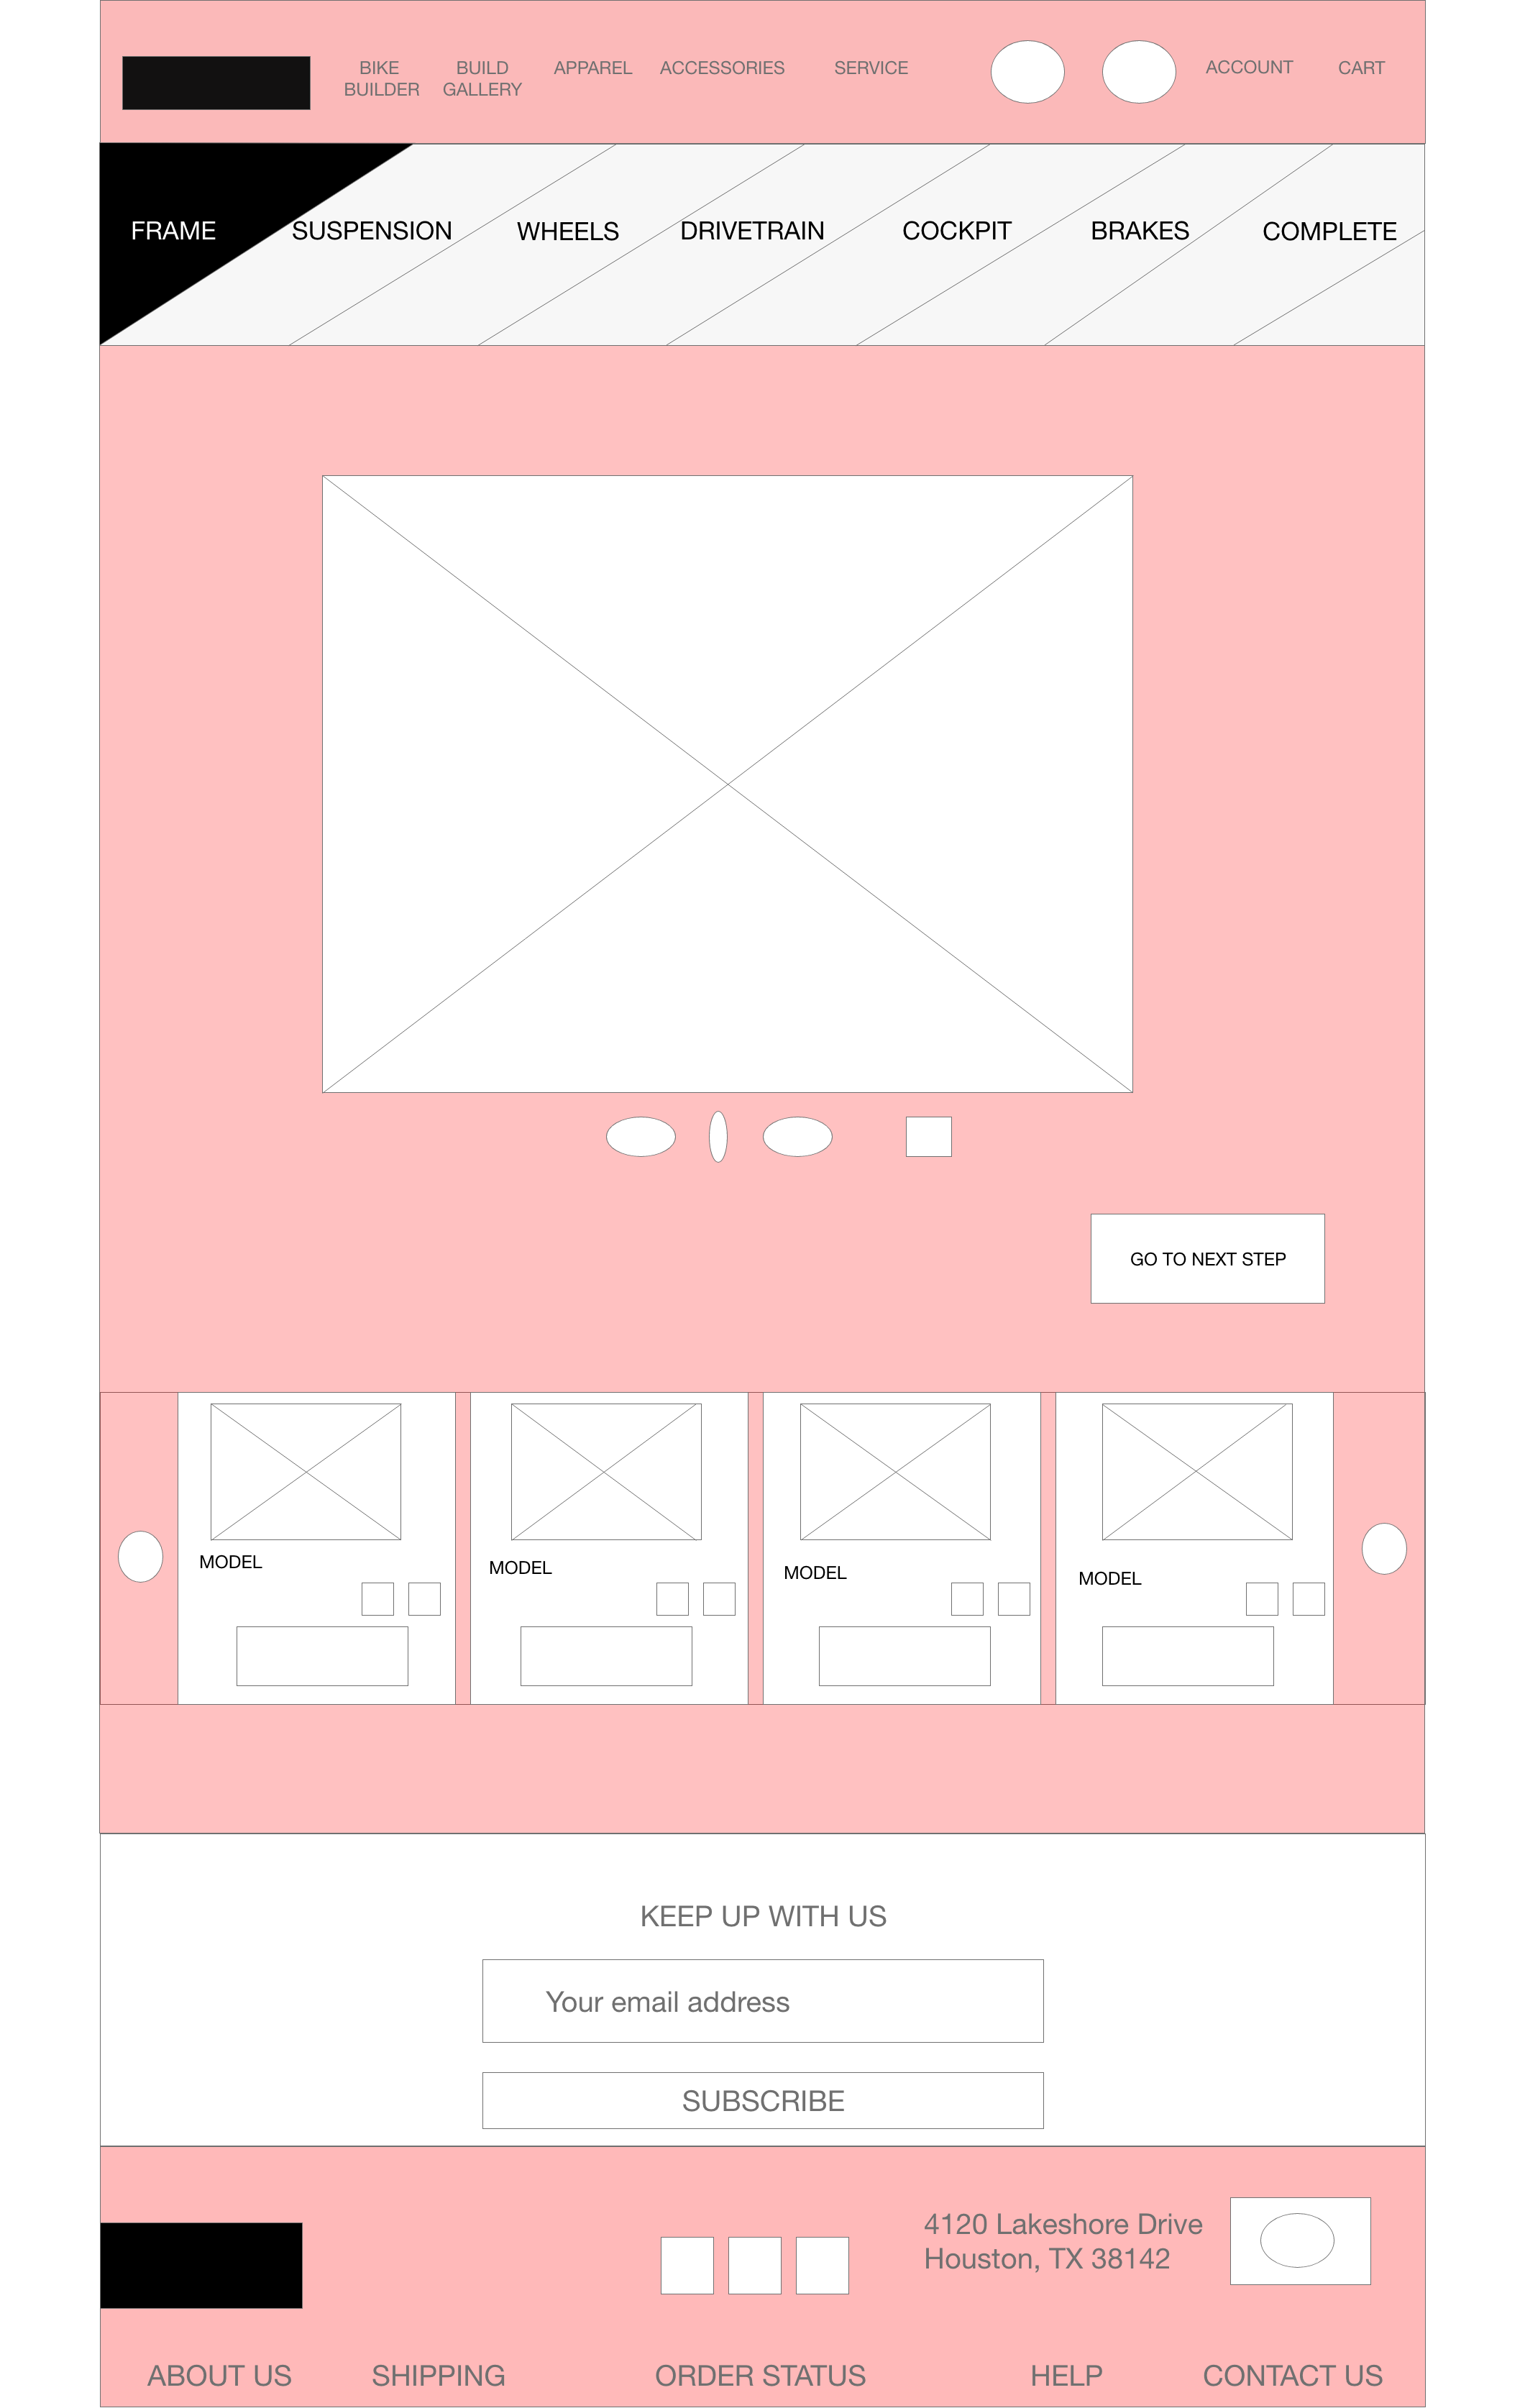 BIKE
BUILDER
BUILD
GALLERY
APPAREL
ACCESSORIES
SERVICE
ACCOUNT
CART
FRAME
SUSPENSION
WHEELS
DRIVETRAIN
COCKPIT
BRAKES
COMPLETE
GO TO NEXT STEP
MODEL
MODEL
MODEL
MODEL
KEEP UP WITH US
Your email address
SUBSCRIBE
4120 Lakeshore Drive
Houston, TX 38142
ABOUT US
SHIPPING
ORDER STATUS
HELP
CONTACT US